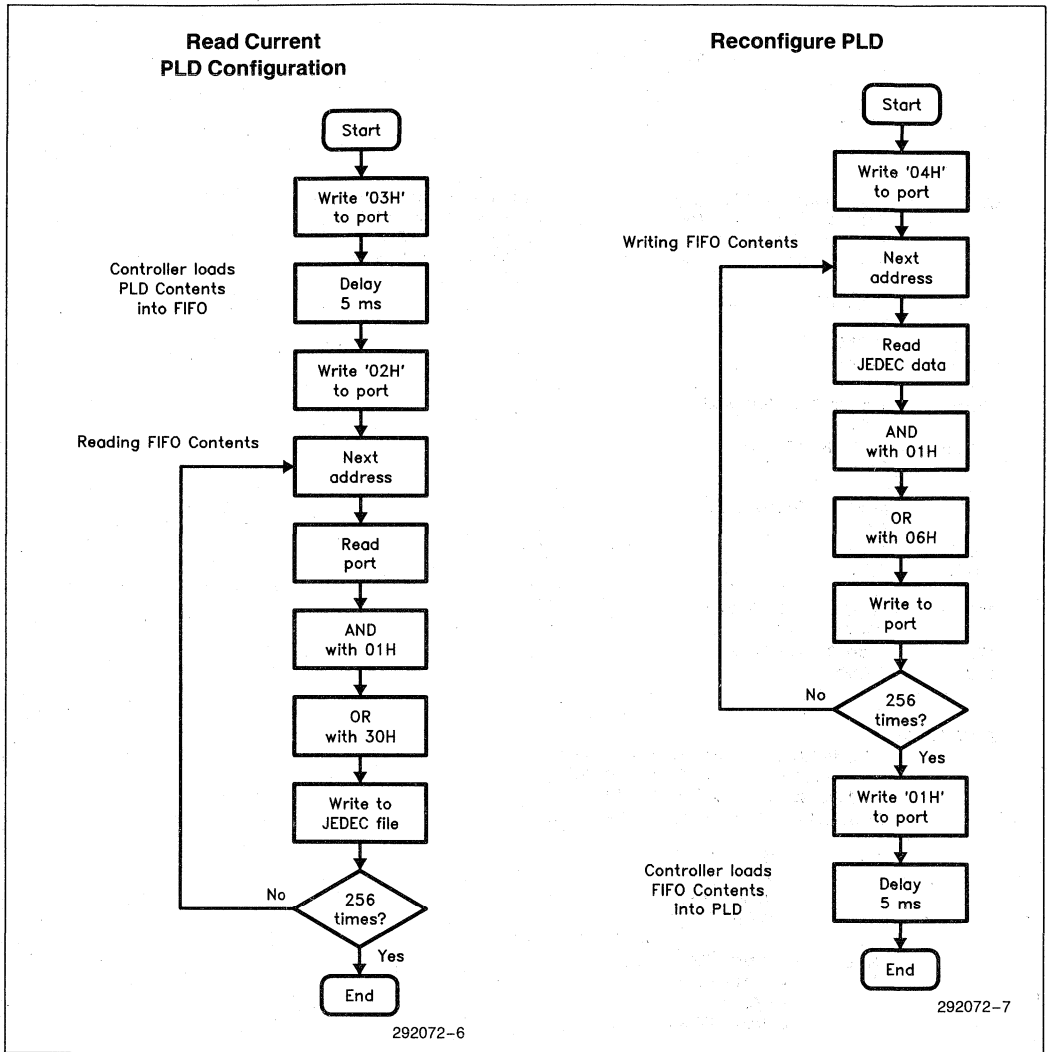 Read Current
PLD Configuration
Start
Write '03H'
to port
Controller loads
PLD Contents
into FIFO
Delay
5 ms
Write '02H'
to port
Reading FIFO Contents
Next
address
Read
port
AND
with 01H
OR
with 30H
Write to
JEDEC file
No
256
times?
Yes
End
292072-6
Reconfigure PLD
Start
Write '04H'
to port
Writing FIFO Contents
Next
address
Read
JEDEC data
AND
with 01H
OR
with 06H
Write to
port
No
256
times?
Yes
Write '01H'
to port
Controller loads
FIFO Contents
into PLD
Delay
5 ms
End
292072-7